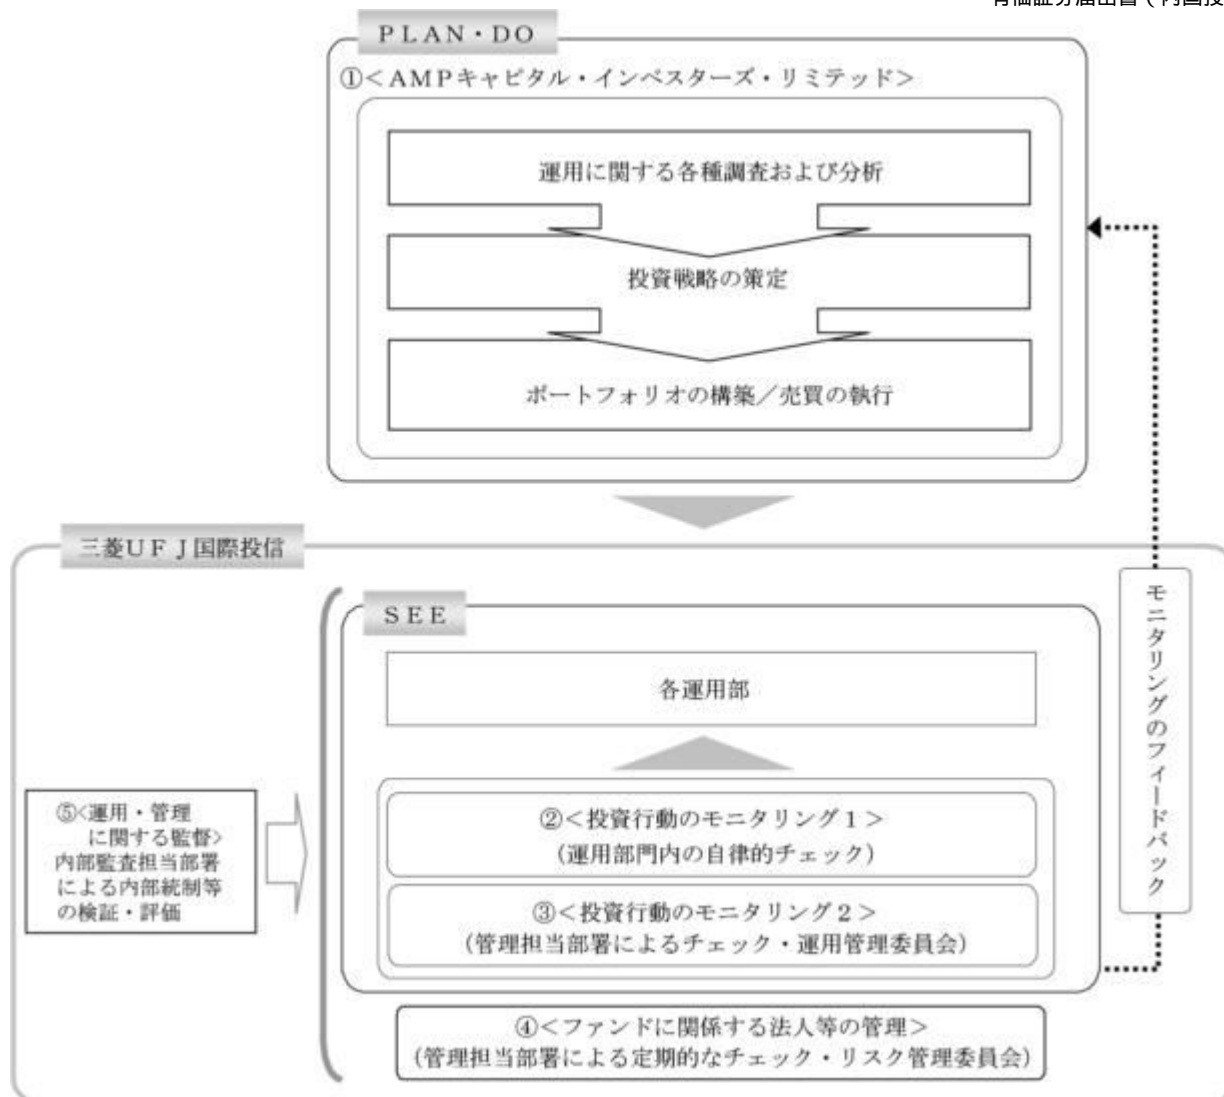 ＰＬＡＮ・ＤＯ
①＜ＡＭＰキャピタル・インベスターズ・リミテッド＞
運用に関する各種調査および分析
投資戦略の策定
ポートフォリオの構築／売買の執行
三菱ＵＦＪ国際投信
ＳＥＥ
各運用部
②＜投資行動のモニタリング１＞
（運用部門内の自律的チェック）
③＜投資行動のモニタリング２＞
（管理担当部署によるチェック・運用管理委員会）
④＜ファンドに関係する法人等の管理＞
（管理担当部署による定期的なチェック・リスク管理委員会）
⑤＜運用・管理
に関する監督＞
内部監査担当部署
による内部統制等
の検証・評価
モニタリングのフィードバック